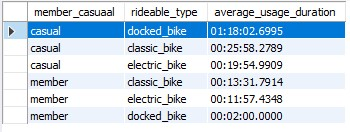 member_casuaal rideable_type average_usage_duration
casual docked_bike 01:18:02.6995
casual classic_bike 00:25:58.2789
casual electric_bike 00:19:54.9909
member classic_bike 00:13:31.7914
member electric_bike 00:11:57.4348
member docked_bike 00:02:00.0000